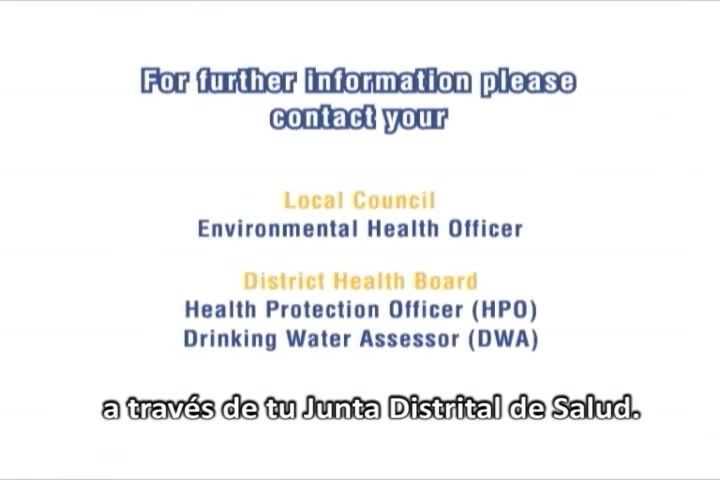 For further information please
contact your
Local Council
Environmental Health Officer
District Health Board
Health Protection Officer (HPO)
Drinking Water Assessor (DWA)
a través de tu Junta Distrital de Salud.